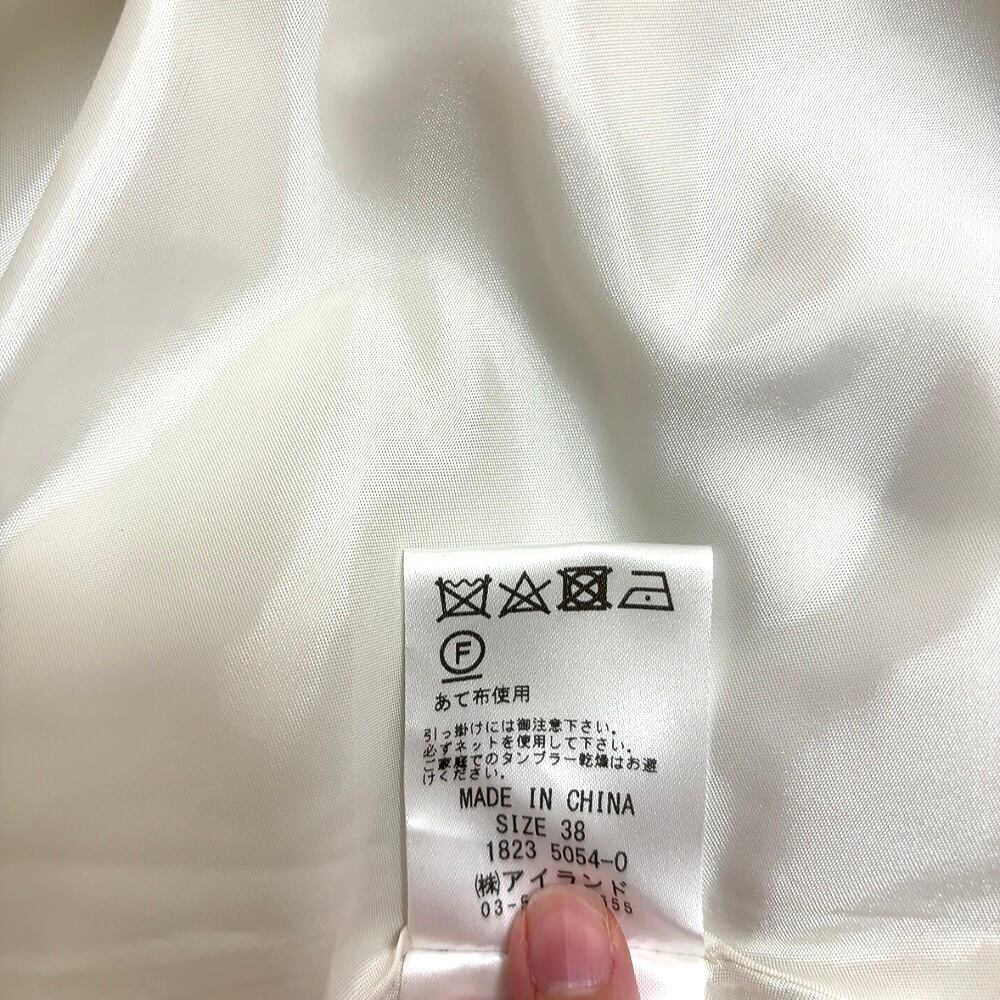 F
あて布使用
引っ掛けには御注意下さい。
必ずネットを使用して下さい。
ご家庭でのタンブラー乾燥はお避
けください。
MADE IN CHINA
SIZE 38
1823 5054-0
㈱アイランド